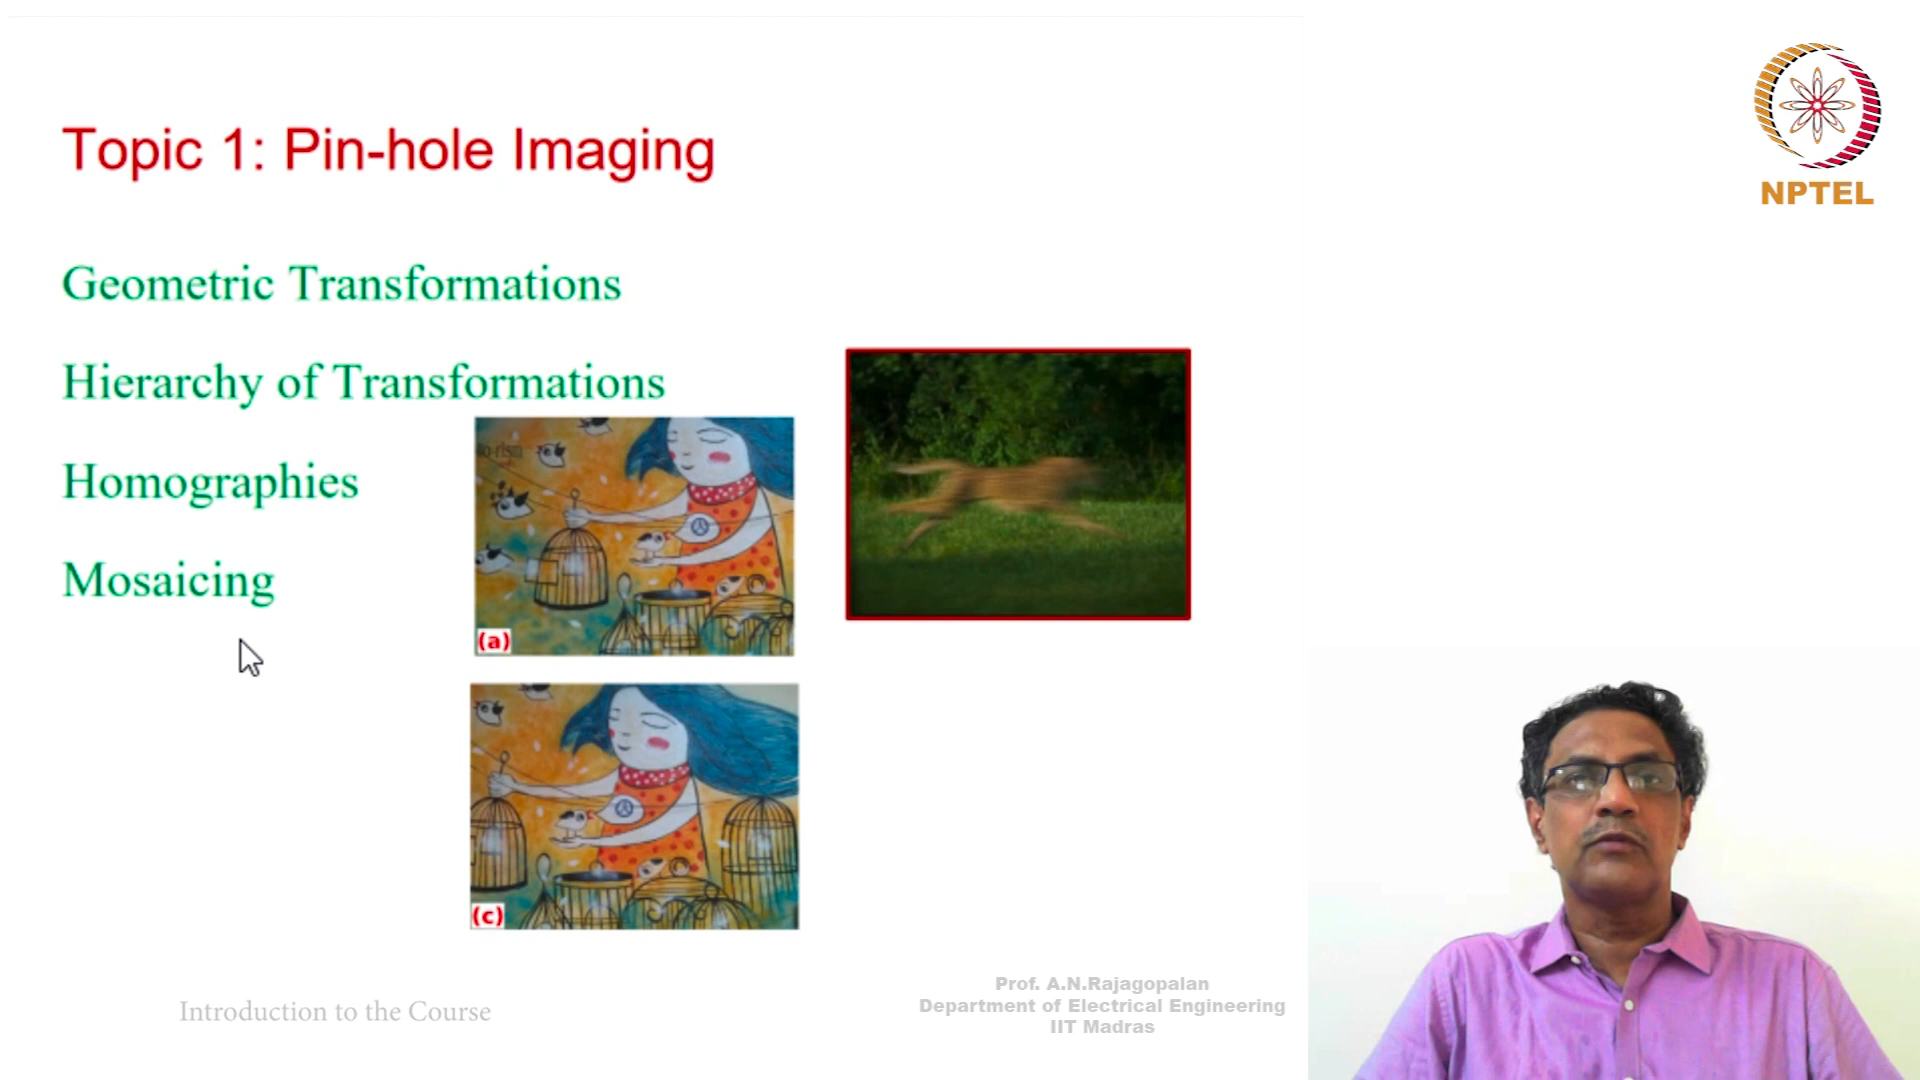 Topic 1: Pin-hole Imaging
NPTEL
Geometric Transformations
Hierarchy of Transformations
Homographies
Mosaicing
(a)
(c)
Introduction to the Course
Prof. A.N.Rajagopalan
Department of Electrical Engineering
IIT Madras